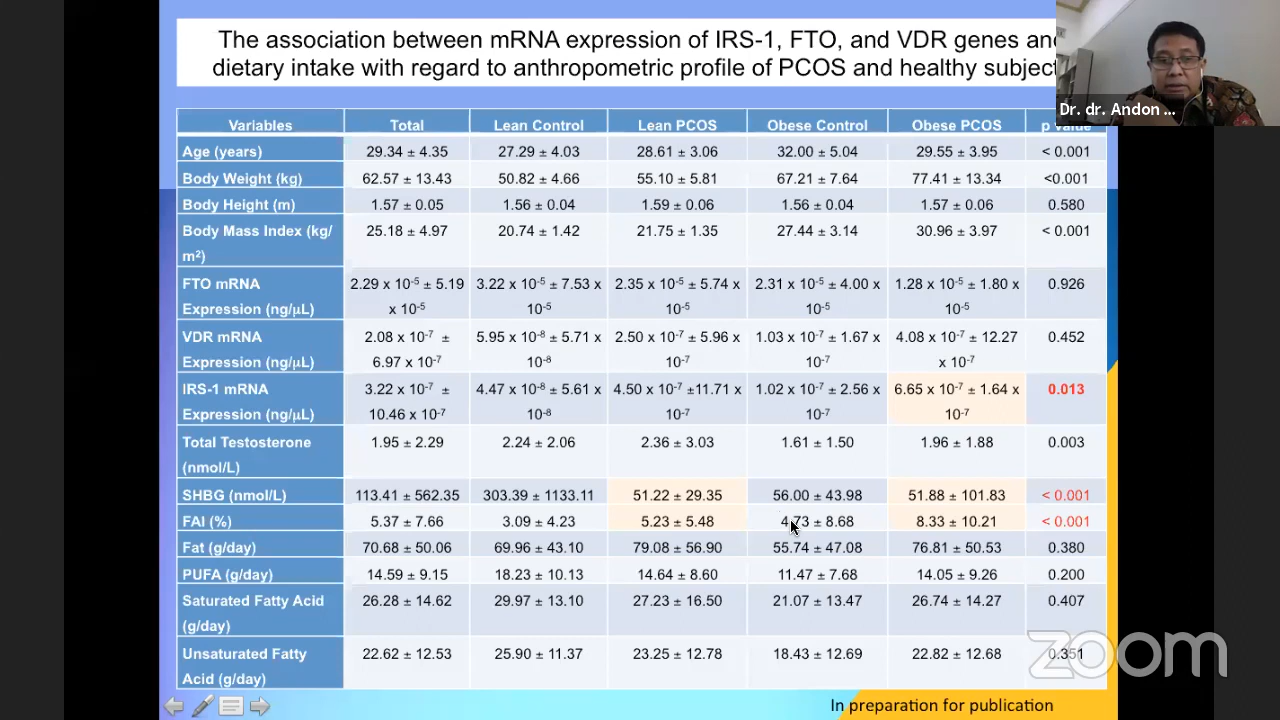 The association between mRNA expression of IRS-1, FTO, and VDR genes and
dietary intake with regard to anthropometric profile of PCOS and healthy subject
Dr. dr. Andon ...
Variables Total Lean Control Lean PCOS Obese Control Obese PCOS p value
Age (years) 29.34 ± 4.35 27.29 ± 4.03 28.61 ± 3.06 32.00 ± 5.04 29.55 ± 3.95 < 0.001
Body Weight (kg) 62.57 ± 13.43 50.82 ± 4.66 55.10 ± 5.81 67.21 ± 7.64 77.41 ± 13.34 <0.001
Body Height (m) 1.57 ± 0.05 1.56 ± 0.04 1.59 ± 0.06 1.56 ± 0.04 1.57 ± 0.06 0.580
Body Mass Index (kg/ 25.18 ± 4.97 20.74 ± 1.42 21.75 ± 1.35 27.44 ± 3.14 30.96 ± 3.97 < 0.001
m²)
FTO mRNA 2.29 x 10⁻⁵ ± 5.19 3.22 x 10⁻⁵ ± 7.53 x 2.35 x 10⁻⁵ ± 5.74 x 2.31 x 10⁻⁵ ± 4.00 x 1.28 x 10⁻⁵ ± 1.80 x 0.926
Expression (ng/µL) x 10⁻⁵ 10⁻⁵ 10⁻⁵ 10⁻⁵ 10⁻⁵
VDR mRNA 2.08 x 10⁻⁷ ± 5.95 x 10⁻⁸ ± 5.71 x 2.50 x 10⁻⁷ ± 5.96 x 1.03 x 10⁻⁷ ± 1.67 x 4.08 x 10⁻⁷ ± 12.27 0.452
Expression (ng/µL) 6.97 x 10⁻⁷ 10⁻⁸ 10⁻⁷ 10⁻⁷ x 10⁻⁷
IRS-1 mRNA 3.22 x 10⁻⁷ ± 4.47 x 10⁻⁸ ± 5.61 x 4.50 x 10⁻⁷ ±11.71 x 1.02 x 10⁻⁷ ± 2.56 x 6.65 x 10⁻⁷ ± 1.64 x 0.013
Expression (ng/µL) 10.46 x 10⁻⁷ 10⁻⁸ 10⁻⁷ 10⁻⁷ 10⁻⁷
Total Testosterone 1.95 ± 2.29 2.24 ± 2.06 2.36 ± 3.03 1.61 ± 1.50 1.96 ± 1.88 0.003
(nmol/L)
SHBG (nmol/L) 113.41 ± 562.35 303.39 ± 1133.11 51.22 ± 29.35 56.00 ± 43.98 51.88 ± 101.83 < 0.001
FAI (%) 5.37 ± 7.66 3.09 ± 4.23 5.23 ± 5.48 4.73 ± 8.68 8.33 ± 10.21 < 0.001
Fat (g/day) 70.68 ± 50.06 69.96 ± 43.10 79.08 ± 56.90 55.74 ± 47.08 76.81 ± 50.53 0.380
PUFA (g/day) 14.59 ± 9.15 18.23 ± 10.13 14.64 ± 8.60 11.47 ± 7.68 14.05 ± 9.26 0.200
Saturated Fatty Acid 26.28 ± 14.62 29.97 ± 13.10 27.23 ± 16.50 21.07 ± 13.47 26.74 ± 14.27 0.407
(g/day)
Unsaturated Fatty 22.62 ± 12.53 25.90 ± 11.37 23.25 ± 12.78 18.43 ± 12.69 22.82 ± 12.68 0.351
Acid (g/day)
zoom
In preparation for publication